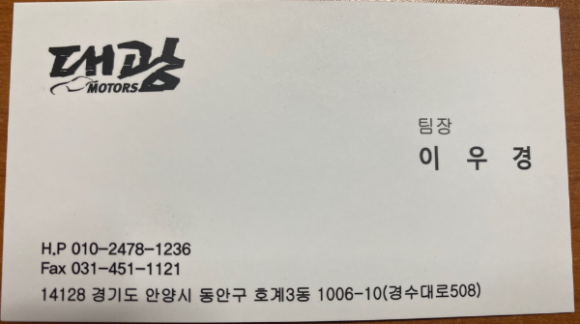 대광
MOTORS
팀장
이 우 경
H.P 010-2478-1236
Fax 031-451-1121
14128 경기도 안양시 동안구 호계3동 1006-10(경수대로508)